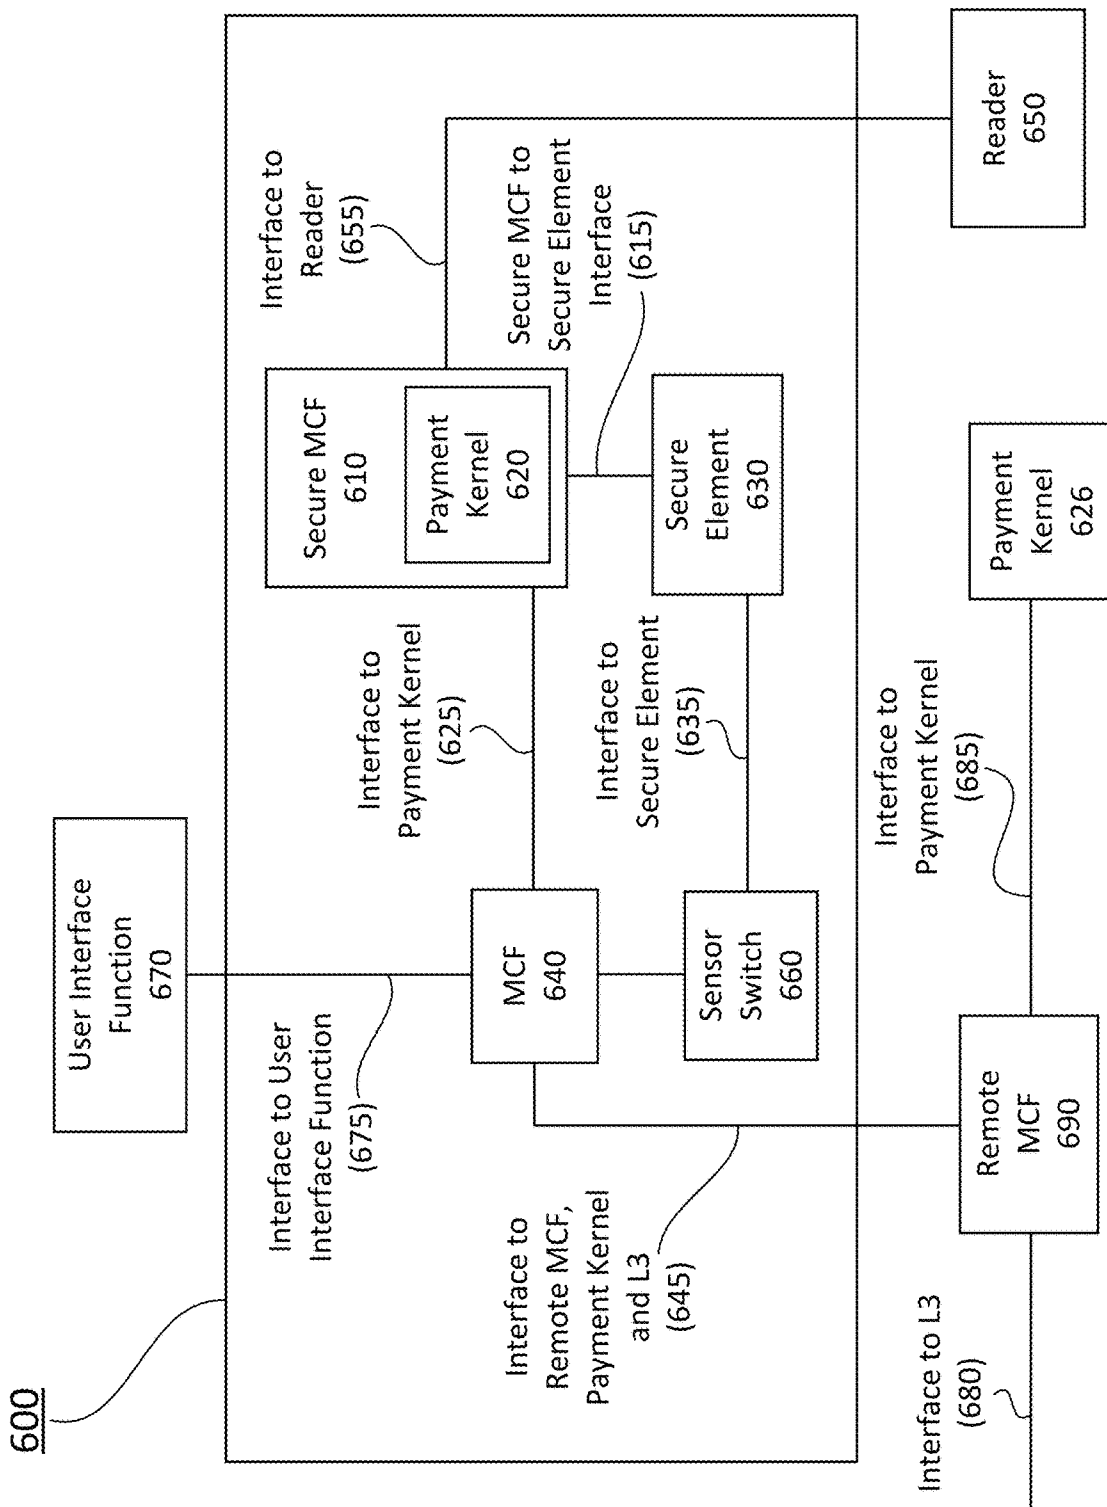 600
User Interface
Function
670
Interface to User
Interface Function
(675)
Interface to
Payment Kernel
(625)
Secure MCF
610
Payment
Kernel
620
Interface to
Reader
(655)
Secure MCF to
Secure Element
Interface
(615)
MCF
640
Interface to
Remote MCF,
Payment Kernel
and L3
(645)
Sensor
Switch
660
Interface to
Secure Element
(635)
Secure
Element
630
Interface to L3
(680)
Remote
MCF
690
Interface to
Payment Kernel
(685)
Payment
Kernel
626
Reader
650